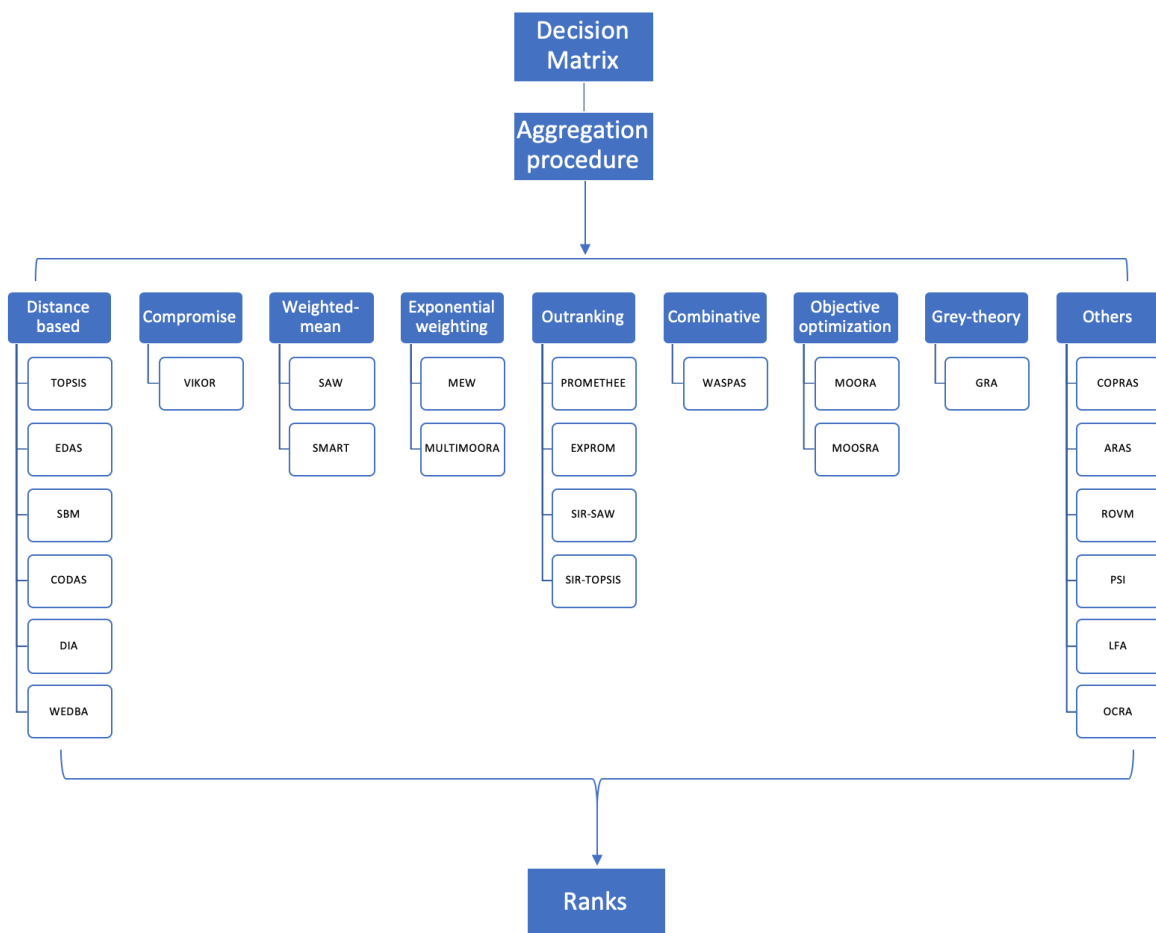 Decision
Matrix
Aggregation
procedure
Distance
based
Compromise
Weighted-
mean
Exponential
weighting
Outranking
Combinative
Objective
optimization
Grey-theory
Others
TOPSIS
VIKOR
SAW
MEW
PROMETHEE
WASPAS
MOORA
GRA
COPRAS
EDAS
SMART
MULTIMOORA
EXPROM
MOOSRA
ARAS
SBM
SIR-SAW
ROVM
CODAS
SIR-TOPSIS
PSI
DIA
LFA
WEDBA
OCRA
Ranks